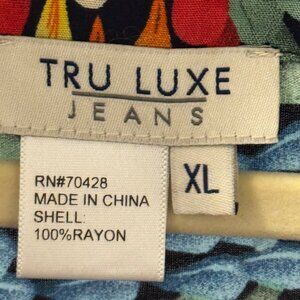 TRU LUXE
JEANS
XL
RN#70428
MADE IN CHINA
SHELL:
100%RAYON